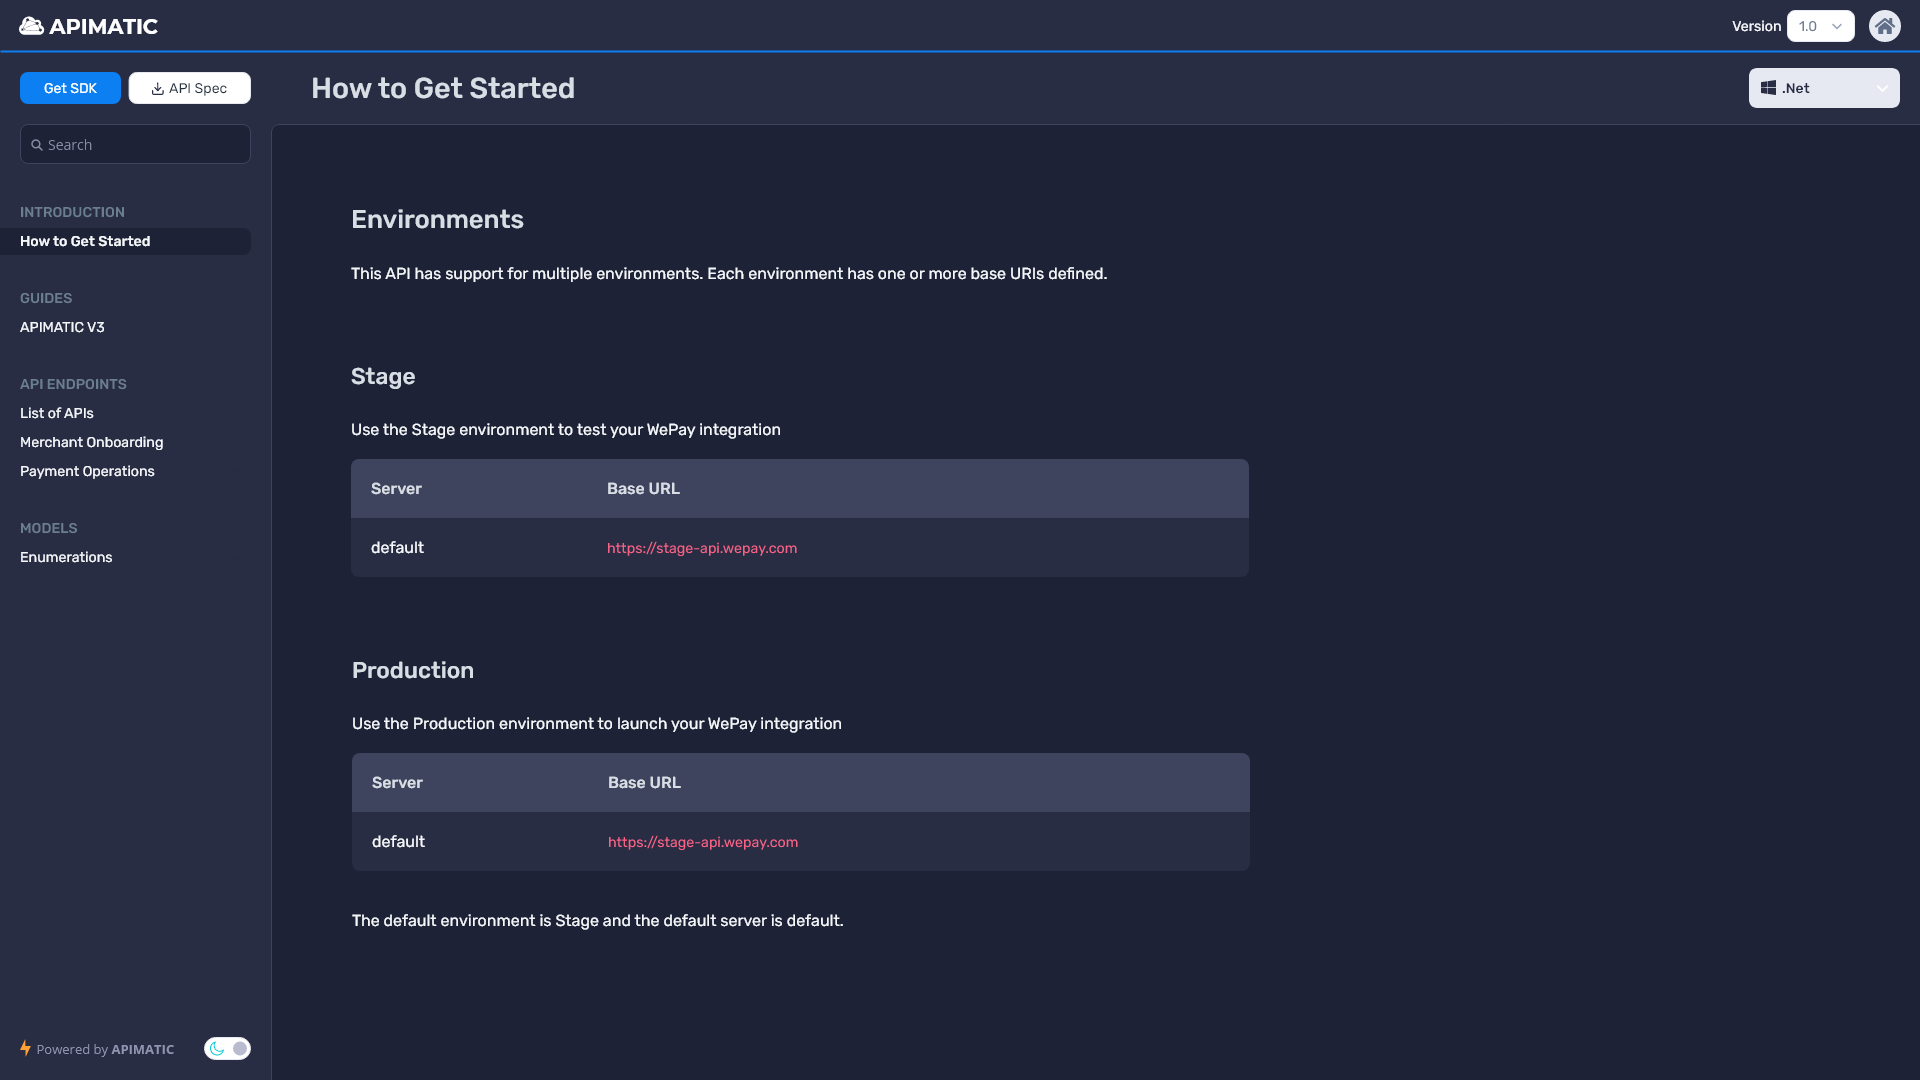 APIMATIC
Version 1.0
Get SDK
API Spec
How to Get Started
.Net
Search
INTRODUCTION
How to Get Started
GUIDES
APIMATIC V3
API ENDPOINTS
List of APIs
Merchant Onboarding
Payment Operations
MODELS
Enumerations
Environments
This API has support for multiple environments. Each environment has one or more base URIs defined.
Stage
Use the Stage environment to test your WePay integration
Server Base URL
default https://stage-api.wepay.com
Production
Use the Production environment to launch your WePay integration
Server Base URL
default https://stage-api.wepay.com
The default environment is Stage and the default server is default.
Powered by APIMATIC